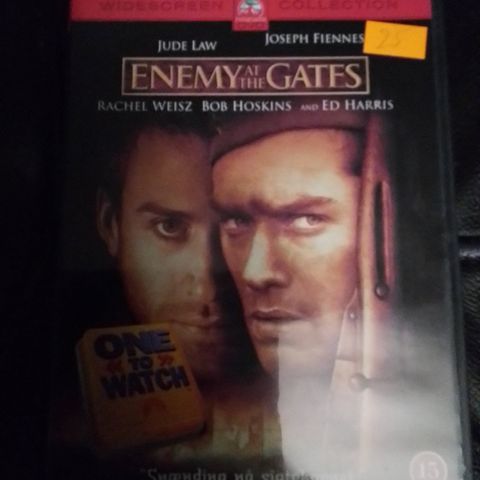 WIDESCREEN COLLECTION
JUDE LAW JOSEPH FIENNES
25
ENEMY AT THE GATES
RACHEL WEISZ BOB HOSKINS AND ED HARRIS
ONE
TO
WATCH
15